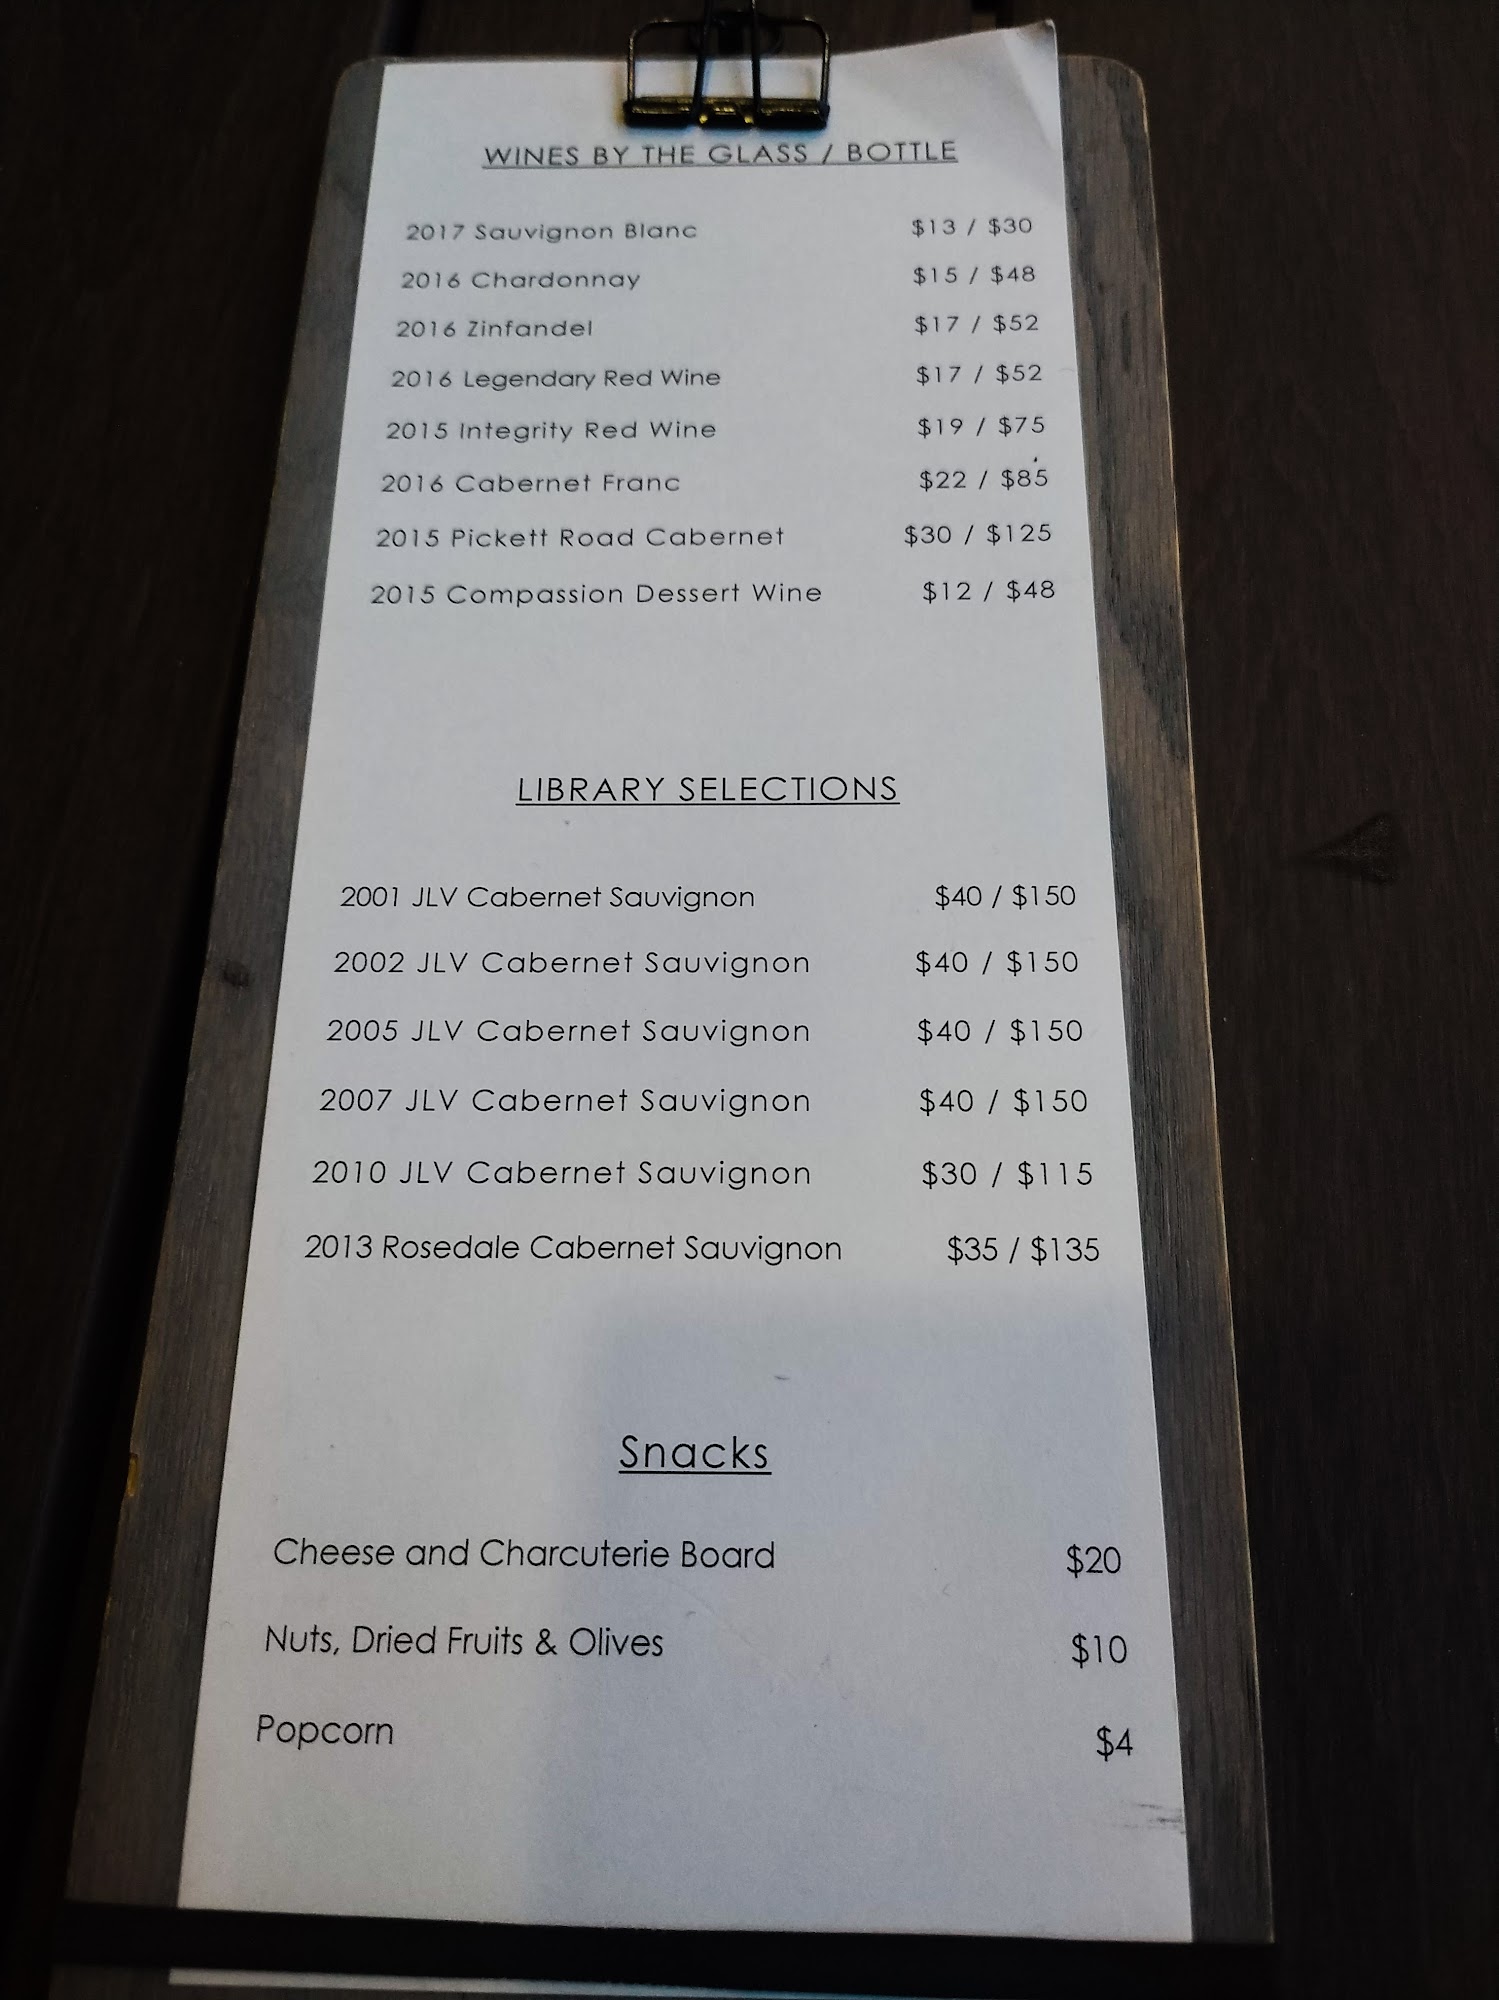 WINES BY THE GLASS / BOTTLE
2017 Sauvignon Blanc $13 / $30
2016 Chardonnay $15 / $48
2016 Zinfandel $17 / $52
2016 Legendary Red Wine $17 / $52
2015 Integrity Red Wine $19 / $75
2016 Cabernet Franc $22 / $85
2015 Pickett Road Cabernet $30 / $125
2015 Compassion Dessert Wine $12 / $48
LIBRARY SELECTIONS
2001 JLV Cabernet Sauvignon $40 / $150
2002 JLV Cabernet Sauvignon $40 / $150
2005 JLV Cabernet Sauvignon $40 / $150
2007 JLV Cabernet Sauvignon $40 / $150
2010 JLV Cabernet Sauvignon $30 / $115
2013 Rosedale Cabernet Sauvignon $35 / $135
Snacks
Cheese and Charcuterie Board $20
Nuts, Dried Fruits & Olives $10
Popcorn $4